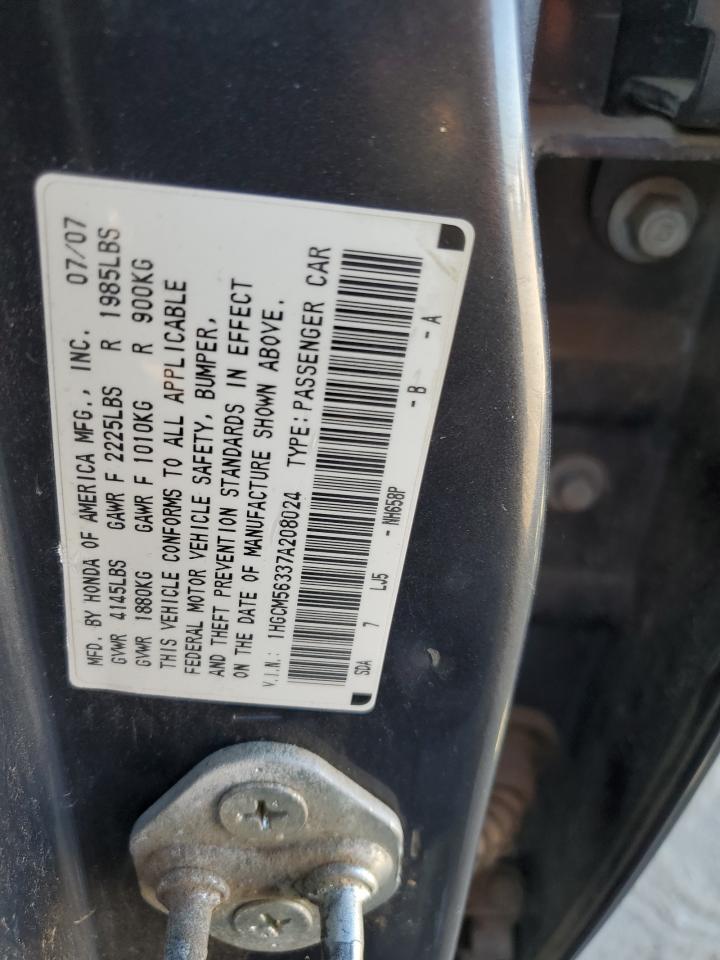 MFD. BY HONDA OF AMERICA MFG., INC. 07/07
GVWR 4145LBS GAWR F 2225LBS R 1985LBS
GVWR 1880KG GAWR F 1010KG R 900KG
THIS VEHICLE CONFORMS TO ALL APPLICABLE
FEDERAL MOTOR VEHICLE SAFETY, BUMPER,
AND THEFT PREVENTION STANDARDS IN EFFECT
ON THE DATE OF MANUFACTURE SHOWN ABOVE.
V.I.N.: 1HGCM56337A208024 TYPE: PASSENGER CAR
SDA 7 LJ5 - NH658P - B - A